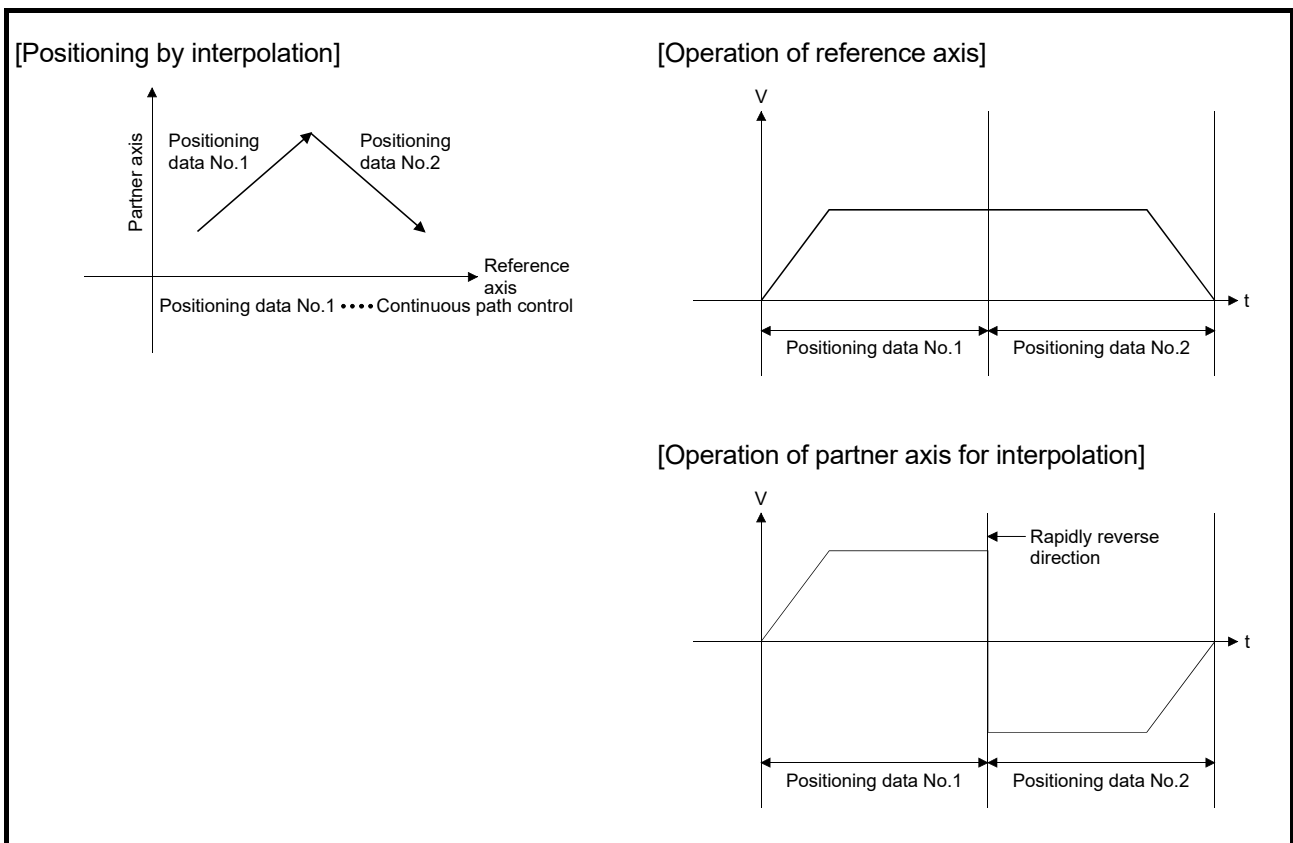 [Positioning by interpolation]
Partner axis
Positioning
data No.1
Positioning
data No.2
Reference
axis
Positioning data No.1 •••• Continuous path control
[Operation of reference axis]
V
t
Positioning data No.1
Positioning data No.2
[Operation of partner axis for interpolation]
V
Rapidly reverse
direction
t
Positioning data No.1
Positioning data No.2